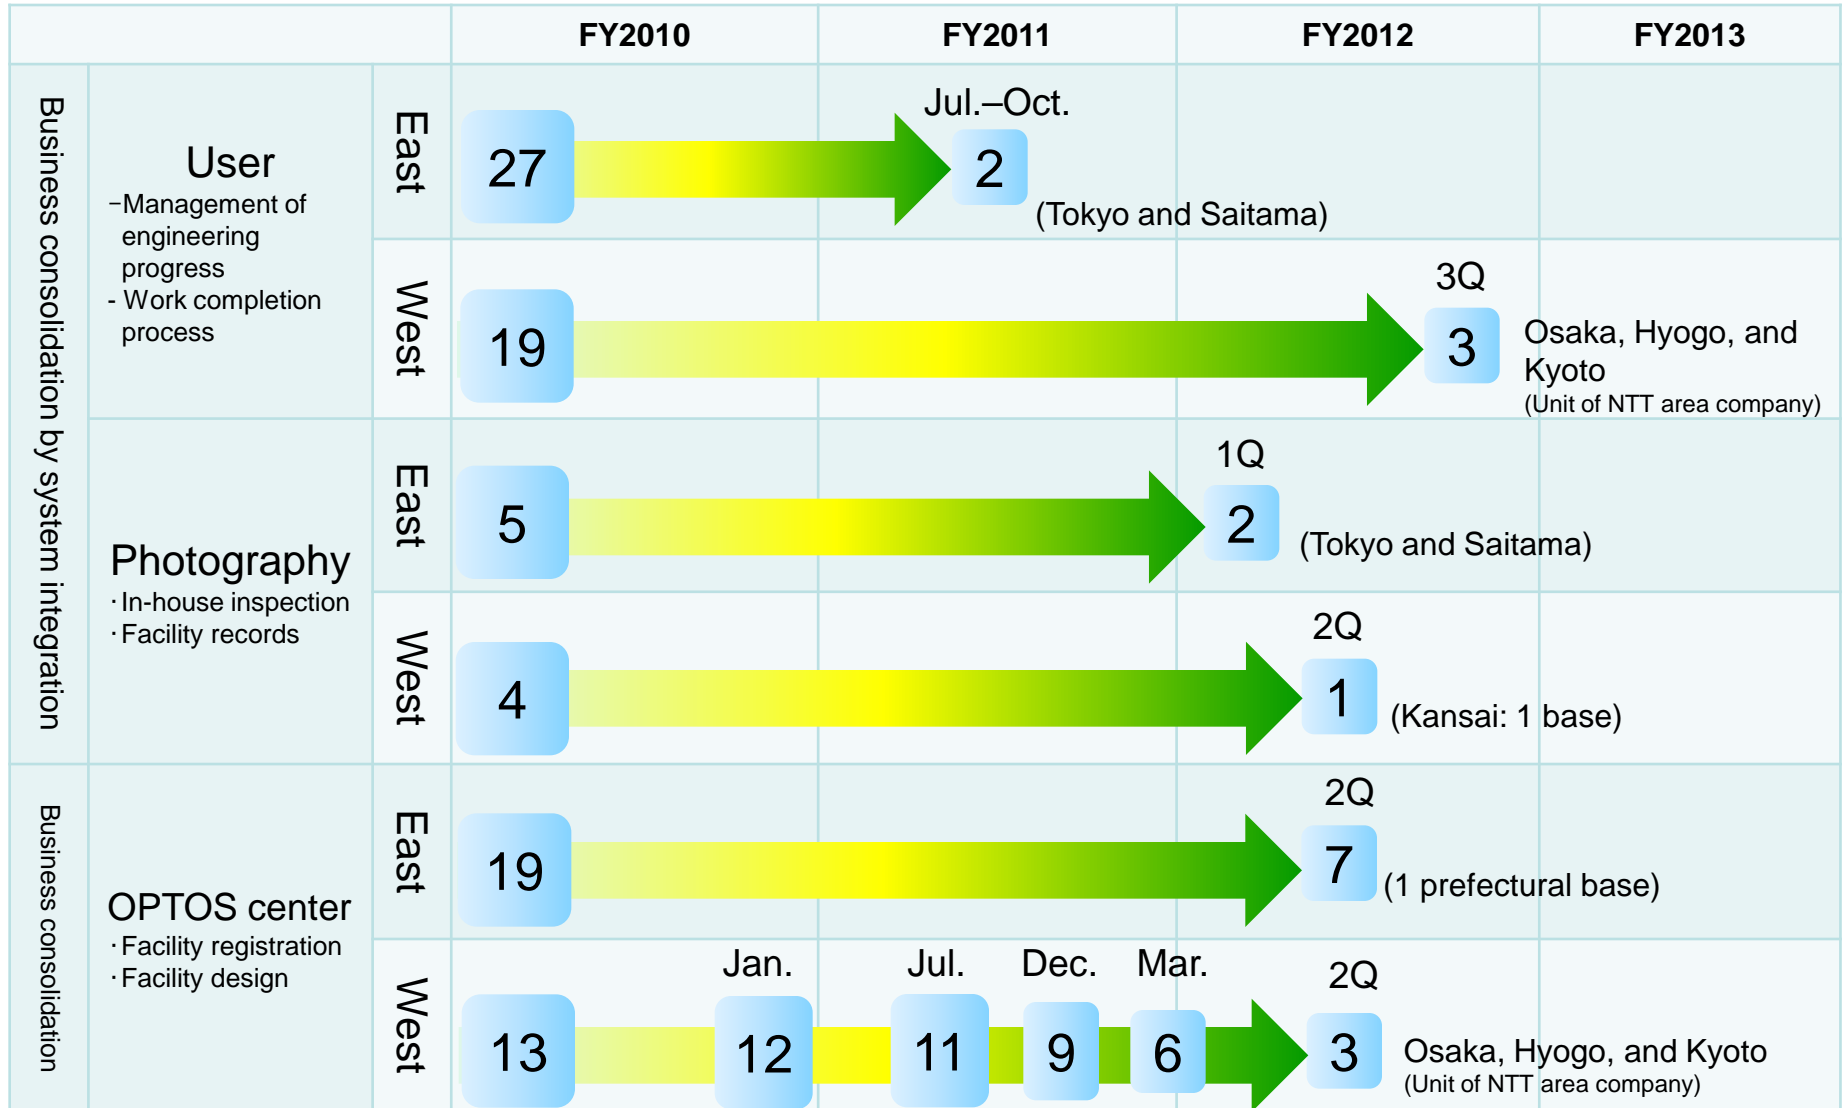 FY2010 FY2011 FY2012 FY2013
Business consolidation by system integration
User
−Management of
engineering
progress
- Work completion
process
East
27
Jul.–Oct.
2
(Tokyo and Saitama)
West
19
3Q
3
Osaka, Hyogo, and
Kyoto
(Unit of NTT area company)
Photography
·In-house inspection
·Facility records
East
5
1Q
2
(Tokyo and Saitama)
West
4
2Q
1
(Kansai: 1 base)
Business consolidation
OPTOS center
·Facility registration
·Facility design
East
19
2Q
7
(1 prefectural base)
West
13
Jan.
12
Jul.
11
Dec.
9
Mar.
6
2Q
3
Osaka, Hyogo, and Kyoto
(Unit of NTT area company)